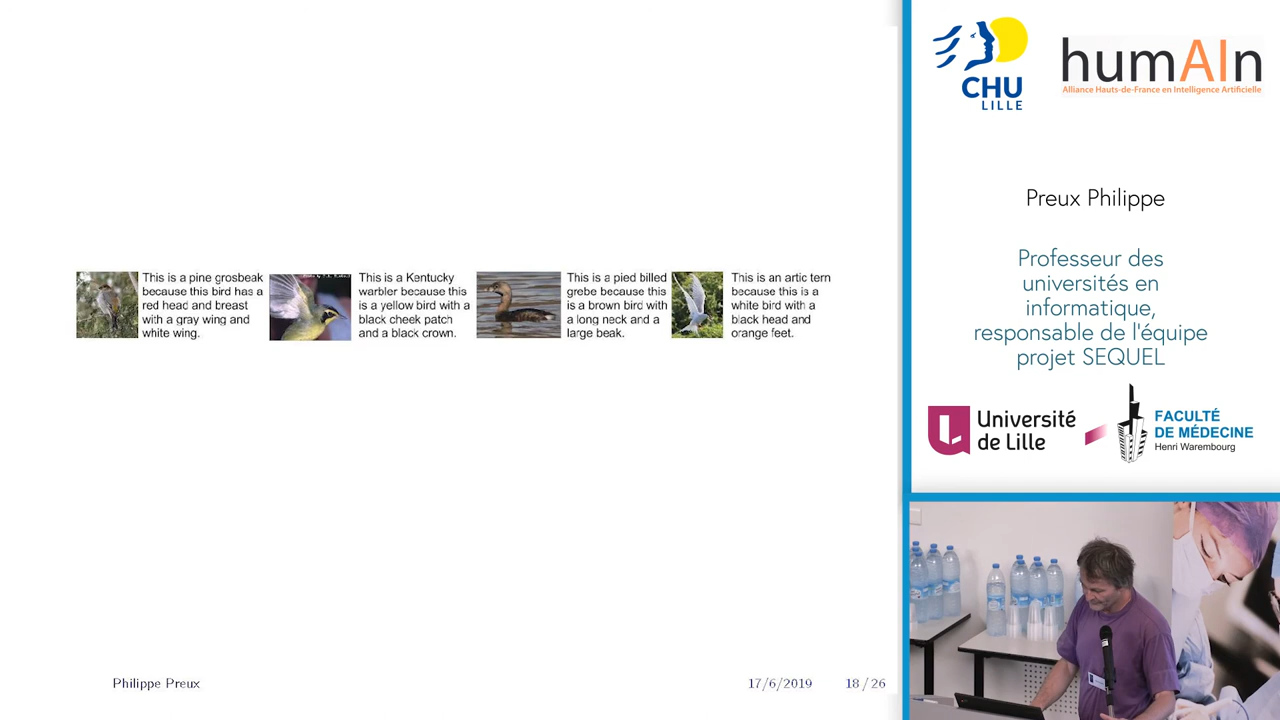 This is a pine grosbeak
because this bird has a
red head and breast
with a gray wing and
white wing.
This is a Kentucky
warbler because this
is a yellow bird with a
black cheek patch
and a black crown.
This is a pied billed
grebe because this
is a brown bird with
a long neck and a
large beak.
This is an artic tern
because this is a
white bird with a
black head and
orange feet.
Philippe Preux
17/6/2019
18 / 26
CHU
LILLE
humAIn
Alliance Hauts-de-France en Intelligence Artificielle
Preux Philippe
Professeur des
universités en
informatique,
responsable de l'équipe
projet SEQUEL
Université
de Lille
FACULTÉ
DE MÉDECINE
Henri Warembourg